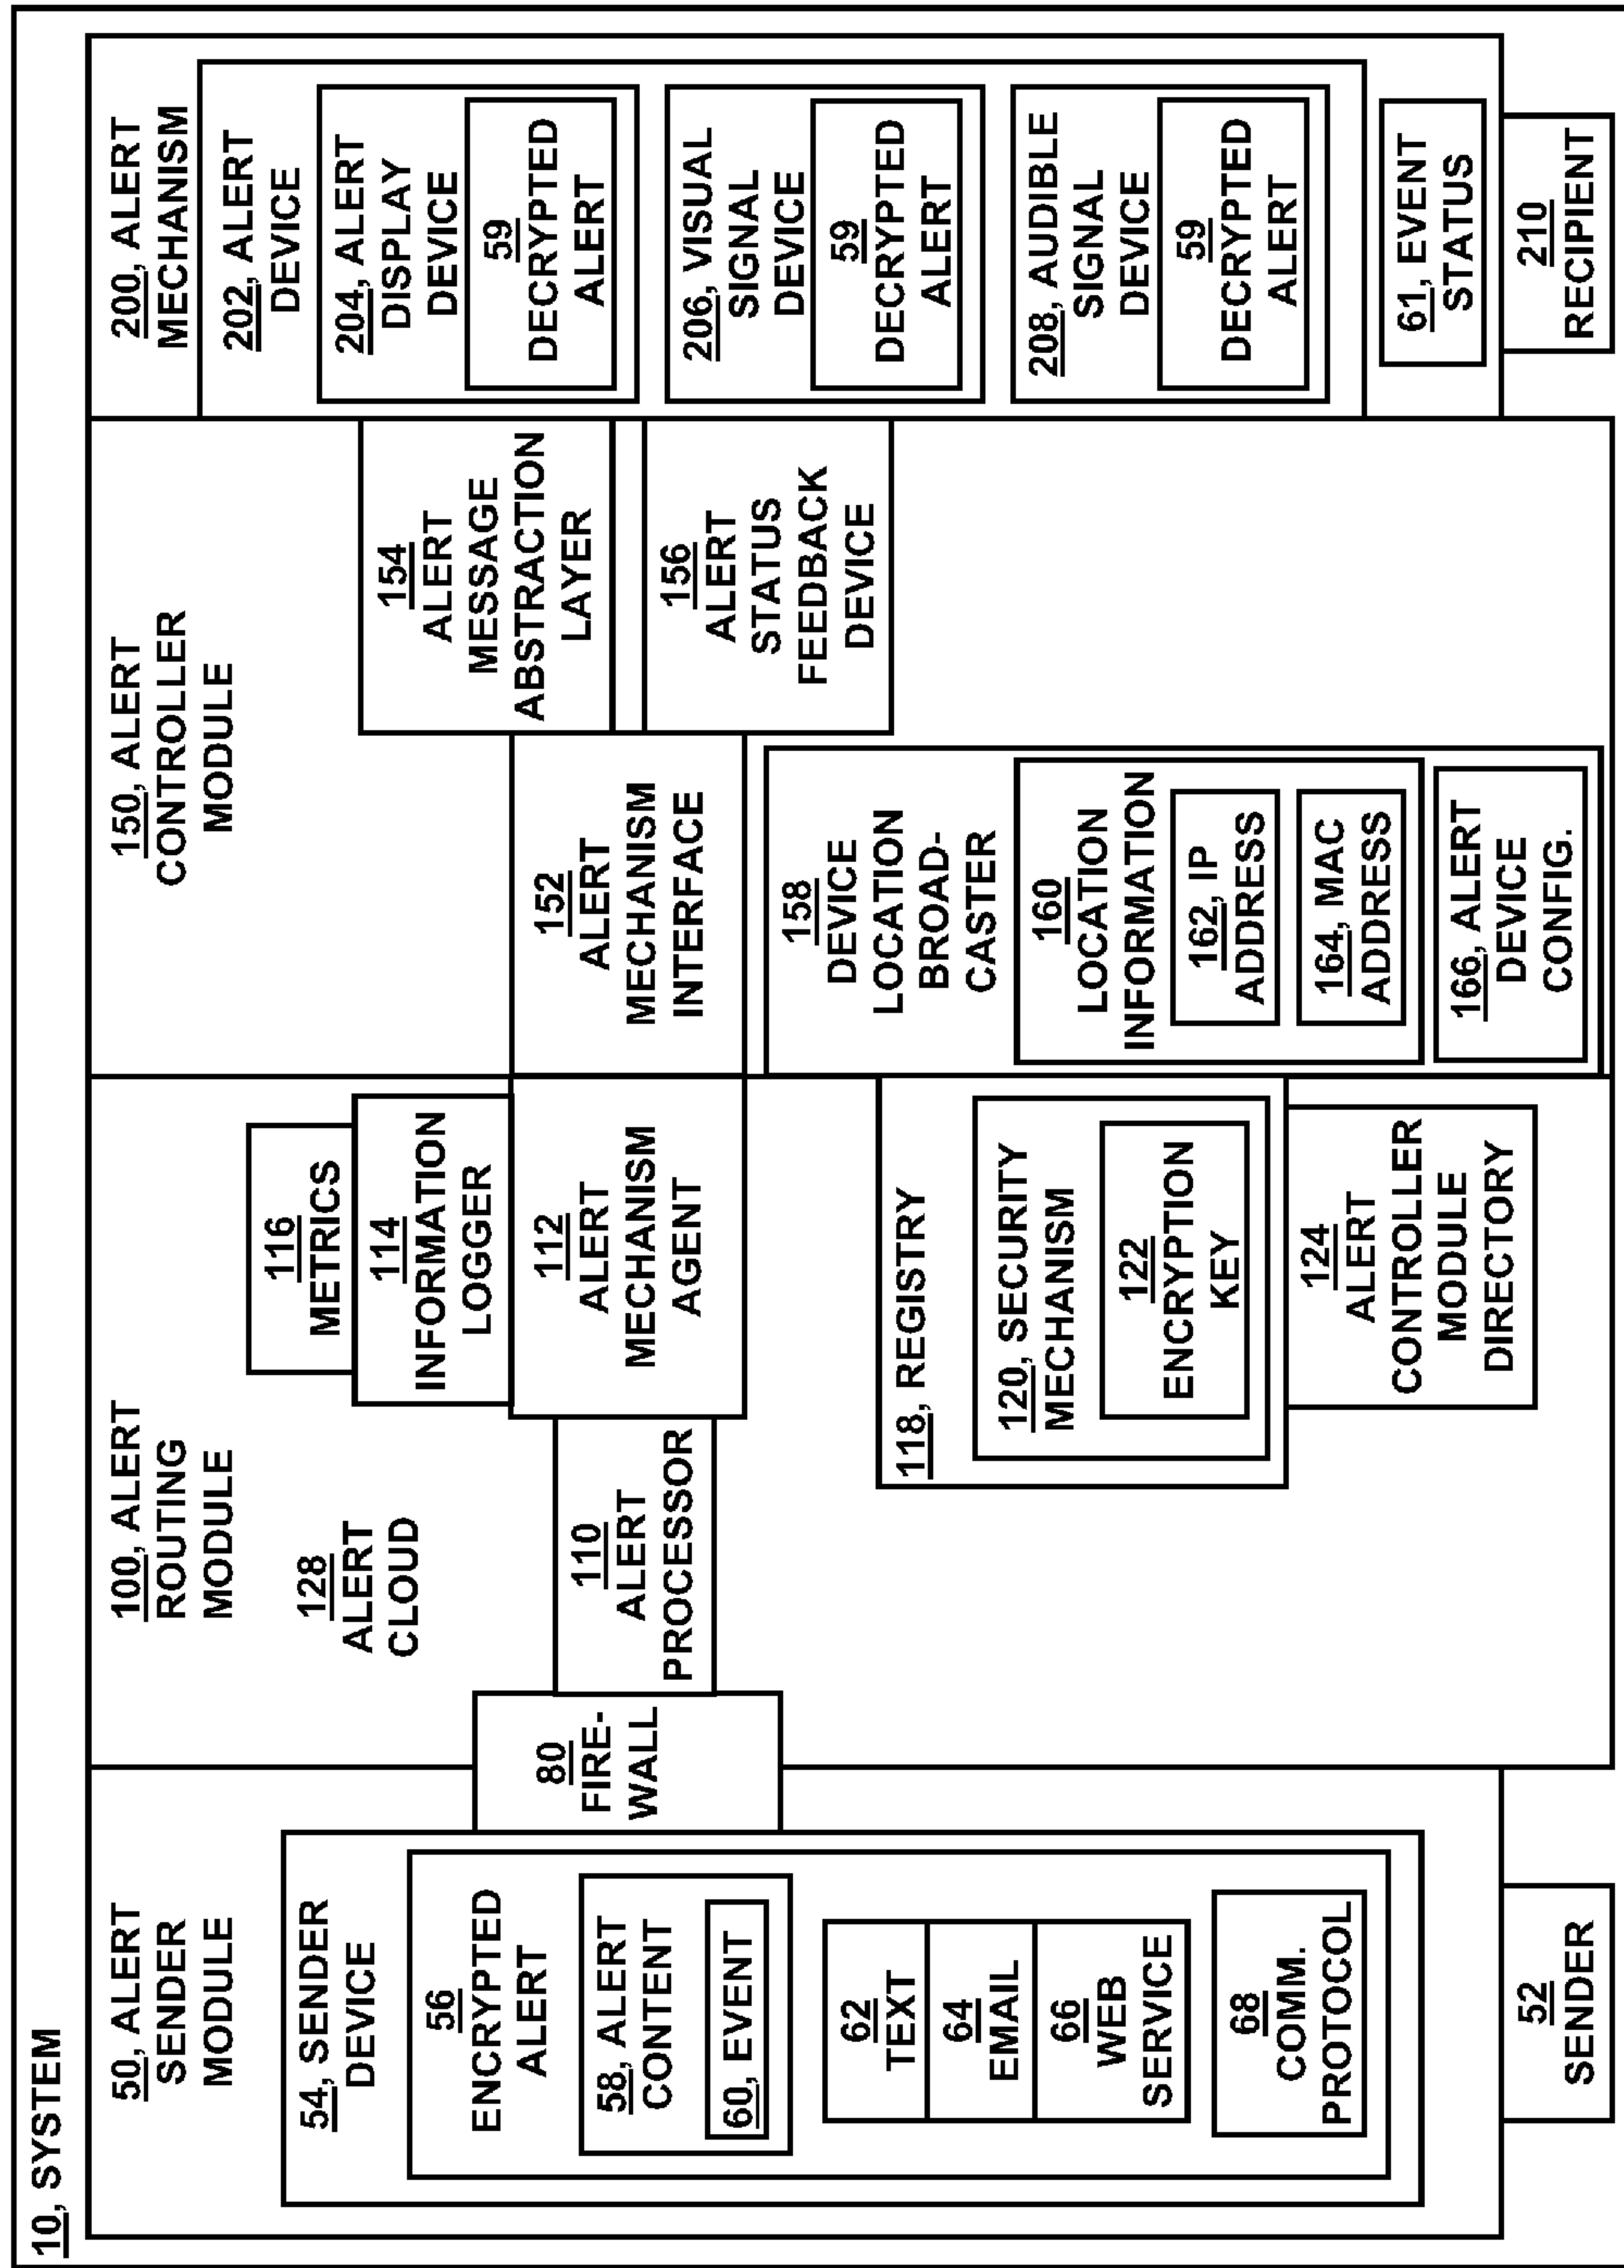 10, SYSTEM
50, ALERT
SENDER
MODULE
54, SENDER
DEVICE
56
ENCRYPTED
ALERT
58, ALERT
CONTENT
60, EVENT
62
TEXT
64
EMAIL
66
WEB
SERVICE
68
COMM.
PROTOCOL
52
SENDER
80
FIRE-
WALL
100, ALERT
ROUTING
MODULE
128
ALERT
CLOUD
110
ALERT
PROCESSOR
116
METRICS
114
INFORMATION
LOGGER
112
ALERT
MECHANISM
AGENT
118, REGISTRY
120, SECURITY
MECHANISM
122
ENCRYPTION
KEY
124
ALERT
CONTROLLER
MODULE
DIRECTORY
150, ALERT
CONTROLLER
MODULE
152
ALERT
MECHANISM
INTERFACE
154
ALERT
MESSAGE
ABSTRACTION
LAYER
156
ALERT
STATUS
FEEDBACK
DEVICE
158
DEVICE
LOCATION
BROAD-
CASTER
160
LOCATION
INFORMATION
162, IP
ADDRESS
164, MAC
ADDRESS
166, ALERT
DEVICE
CONFIG.
200, ALERT
MECHANISM
202, ALERT
DEVICE
204, ALERT
DISPLAY
DEVICE
59
DECRYPTED
ALERT
206, VISUAL
SIGNAL
DEVICE
59
DECRYPTED
ALERT
208, AUDIBLE
SIGNAL
DEVICE
59
DECRYPTED
ALERT
61, EVENT
STATUS
210
RECIPIENT